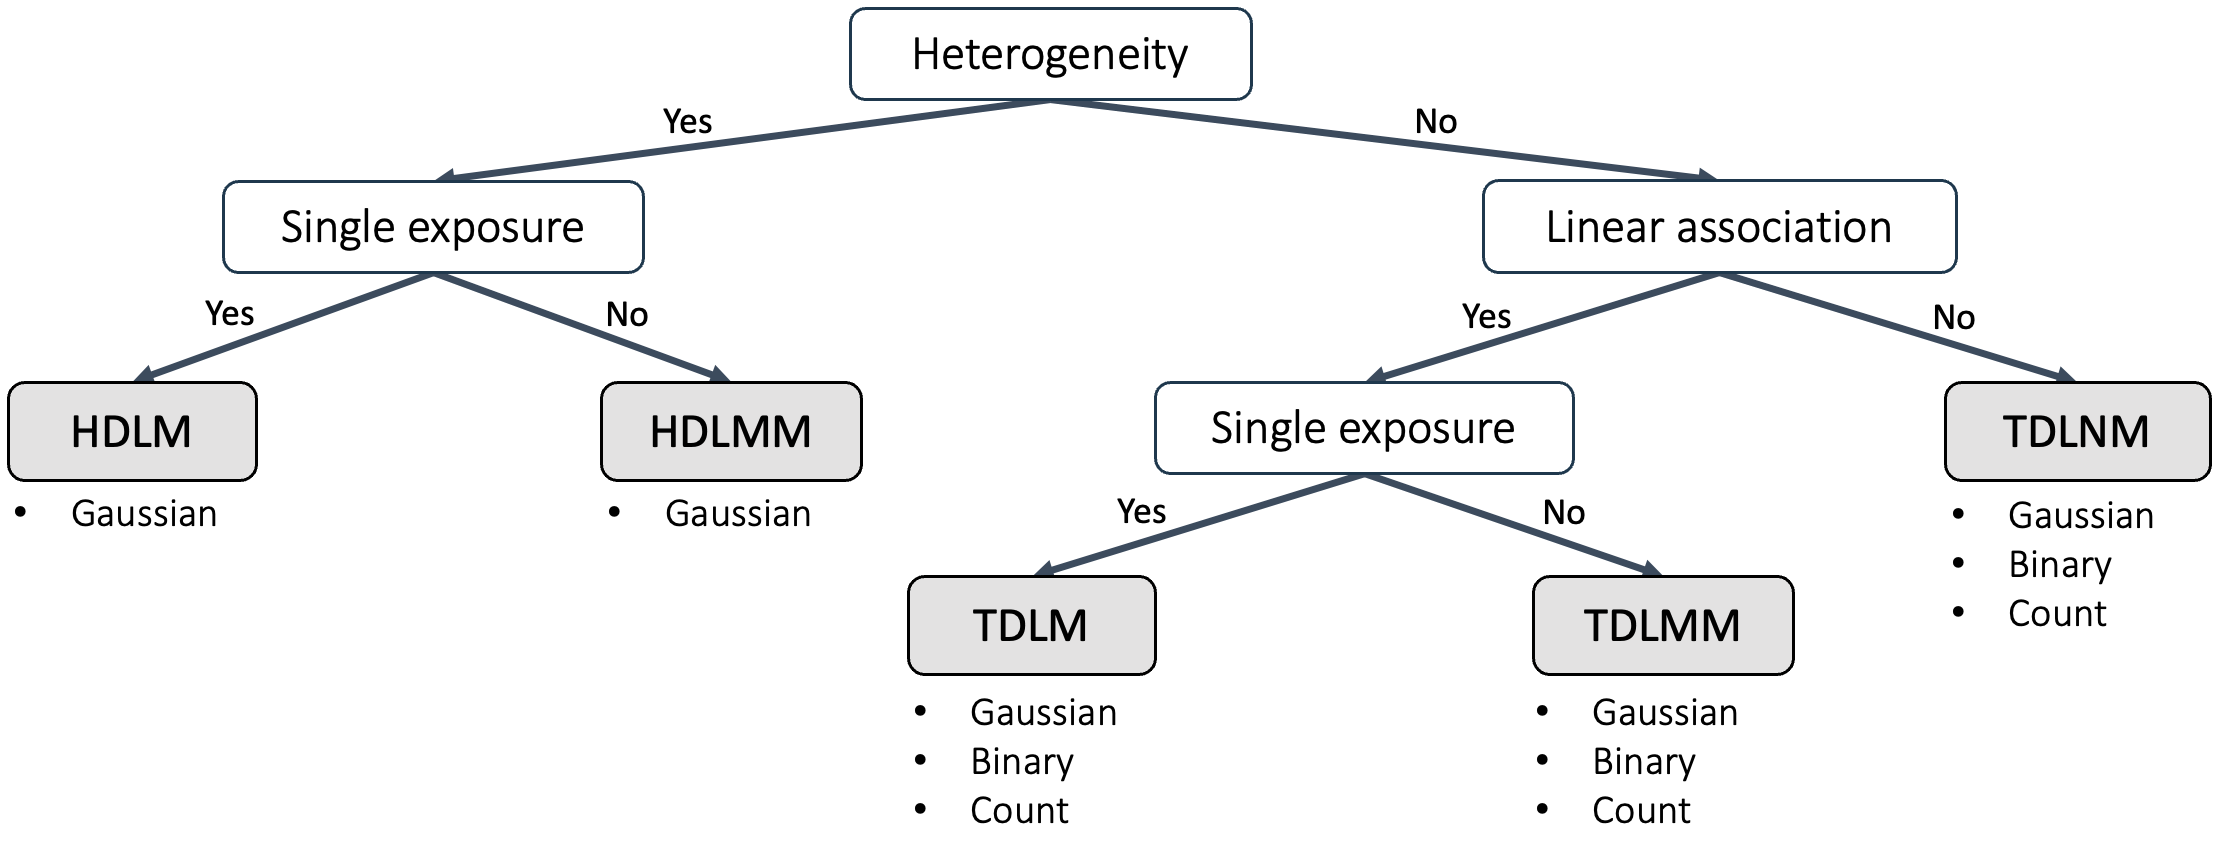 Heterogeneity
Yes
No
Single exposure
Linear association
Yes
No
Yes
No
HDLM
HDLMM
Single exposure
TDLNM
• Gaussian
• Gaussian
Yes
No
• Gaussian
• Binary
• Count
TDLM
TDLMM
• Gaussian
• Binary
• Count
• Gaussian
• Binary
• Count